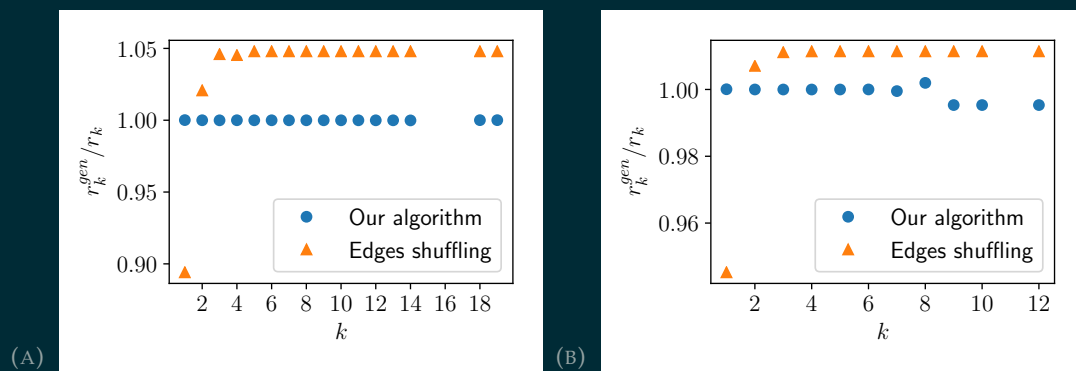 1.05
1.00
0.95
0.90
r_k^{gen}/r_k
Our algorithm
Edges shuffling
2 4 6 8 10 12 14 16 18
k
(A)
1.00
0.98
0.96
r_k^{gen}/r_k
Our algorithm
Edges shuffling
2 4 6 8 10 12
k
(B)